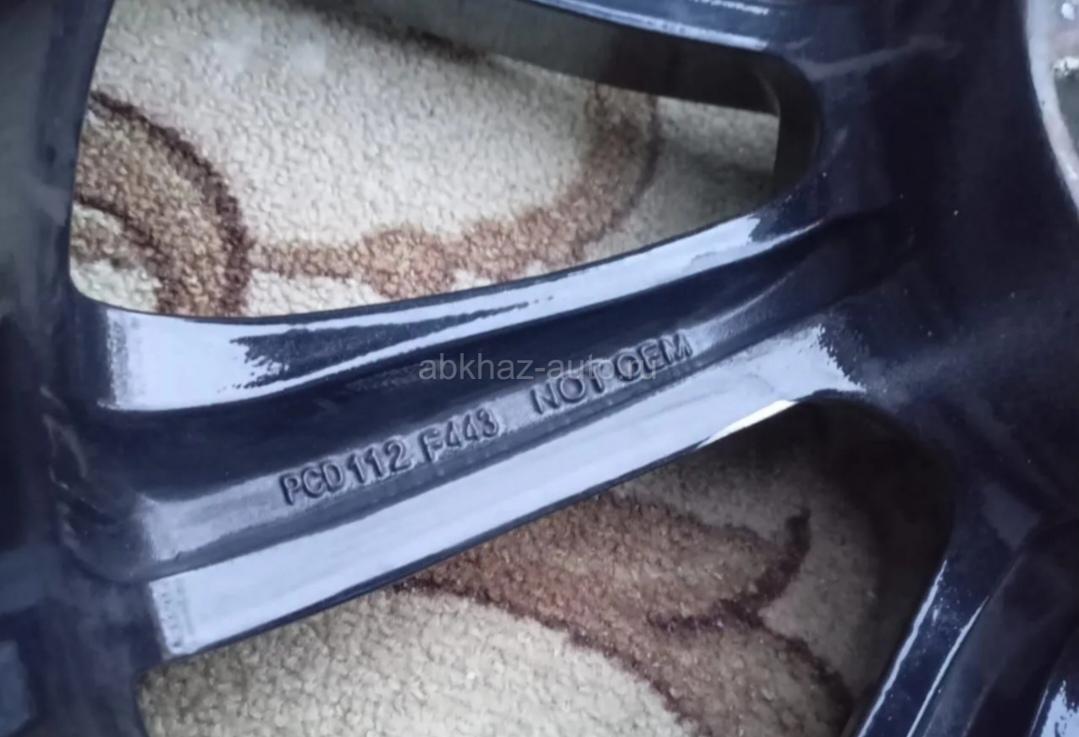 abkhaz-auto.ru
PCD112 F443 NOT OEM